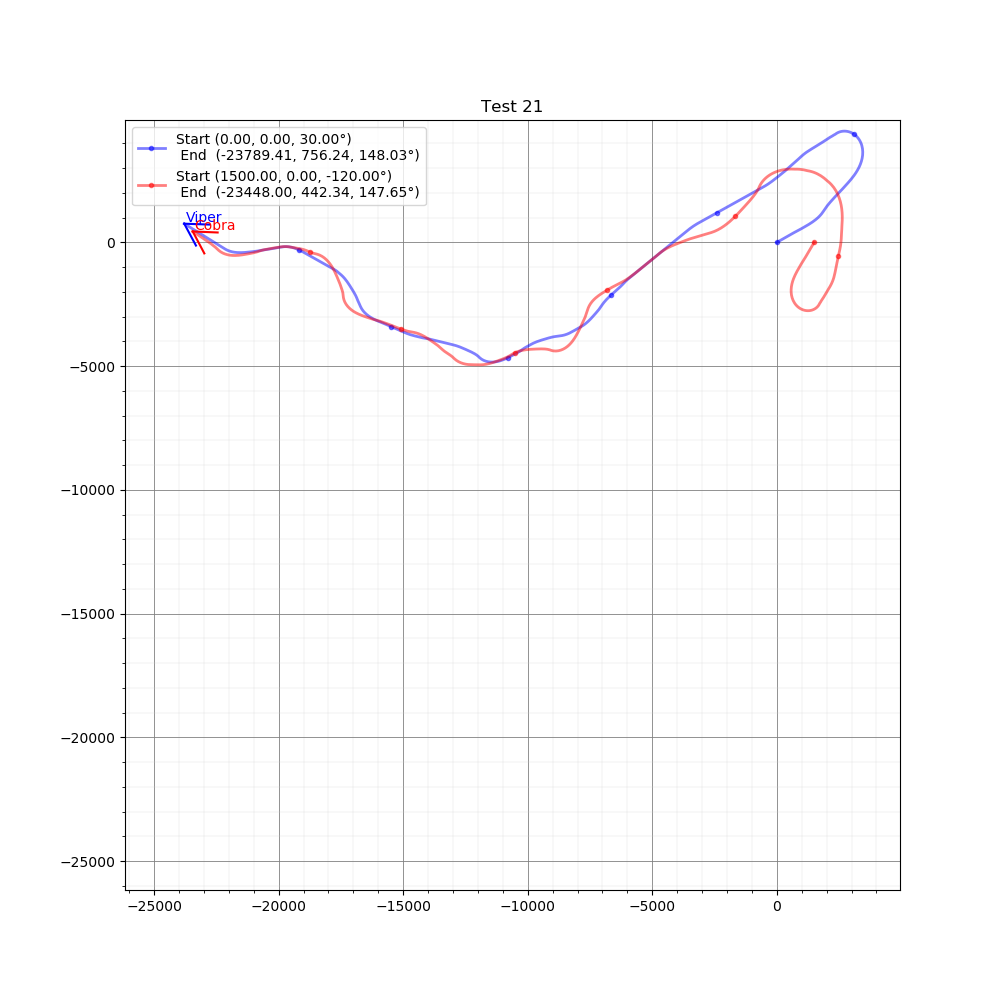 Test 21
Start (0.00, 0.00, 30.00°)
End  (-23789.41, 756.24, 148.03°)
Start (1500.00, 0.00, -120.00°)
End  (-23448.00, 442.34, 147.65°)
Viper
Cobra
0
−5000
−10000
−15000
−20000
−25000
−25000 −20000 −15000 −10000 −5000 0